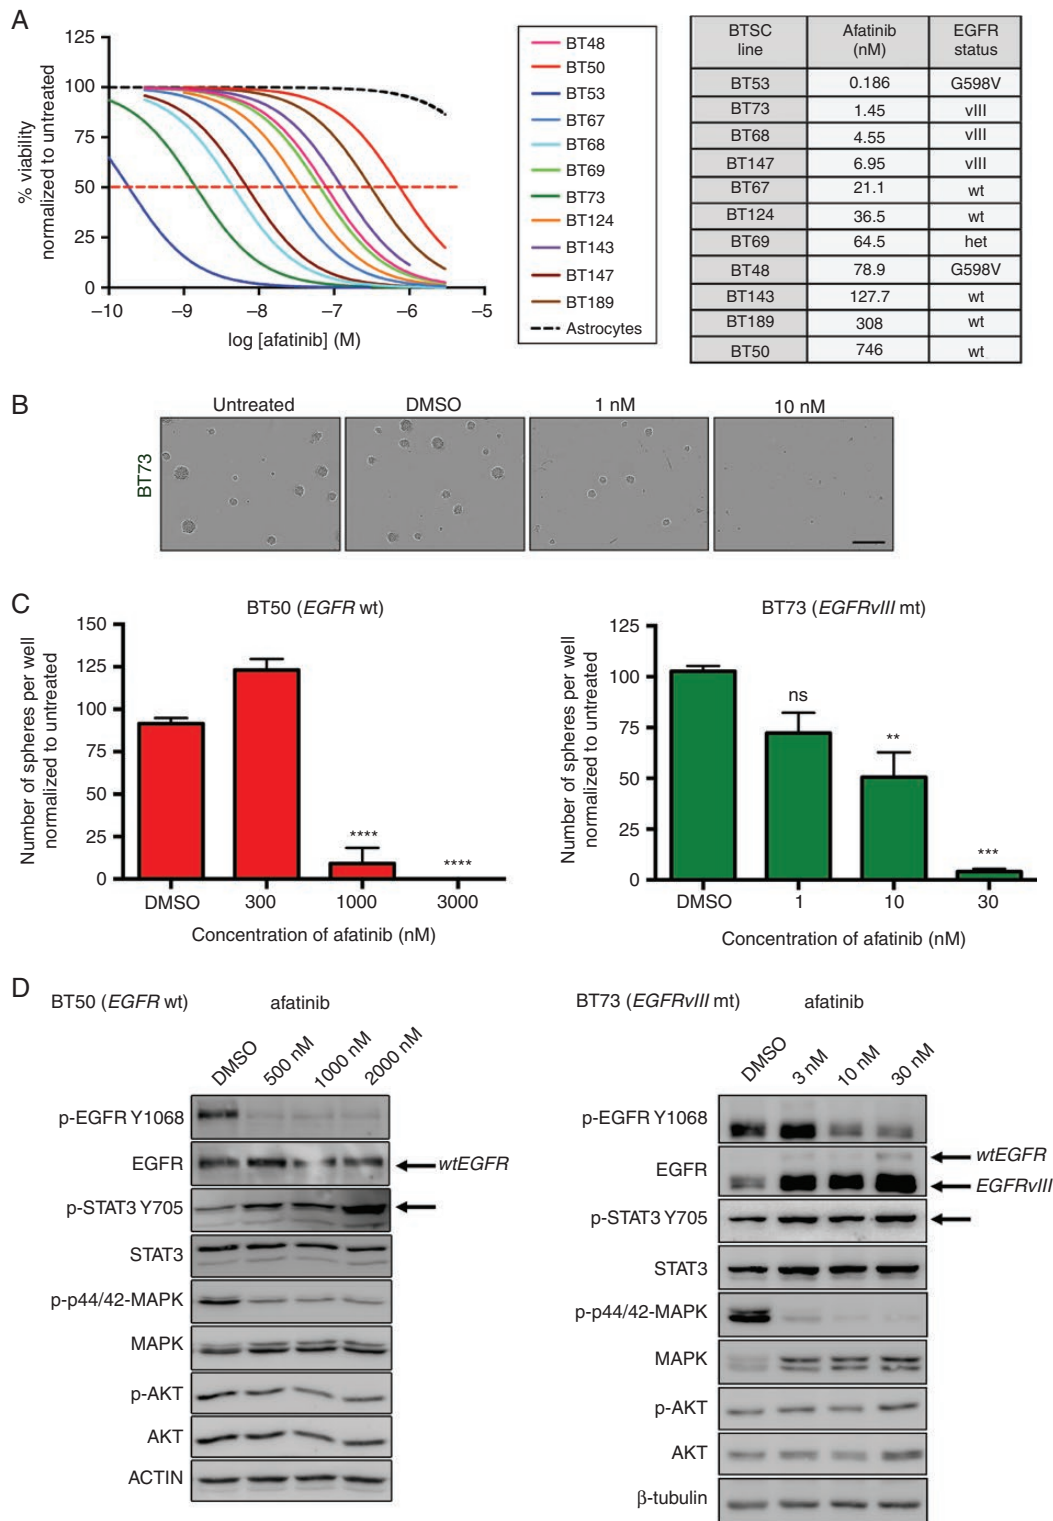 A
125
100
75
50
25
0
% viability
normalized to untreated
−10
−9
−8
−7
−6
−5
log [afatinib] (M)
BT48
BT50
BT53
BT67
BT68
BT69
BT73
BT124
BT143
BT147
BT189
Astrocytes
BTSC line Afatinib (nM) EGFR status
BT53 0.186 G598V
BT73 1.45 vIII
BT68 4.55 vIII
BT147 6.95 vIII
BT67 21.1 wt
BT124 36.5 wt
BT69 64.5 het
BT48 78.9 G598V
BT143 127.7 wt
BT189 308 wt
BT50 746 wt
B
Untreated DMSO 1 nM 10 nM
BT73
C
BT50 (EGFR wt)
Number of spheres per well
normalized to untreated
150
125
100
75
50
25
0
****
****
DMSO 300 1000 3000
Concentration of afatinib (nM)
BT73 (EGFRvIII mt)
Number of spheres per well
normalized to untreated
125
100
75
50
25
0
ns
**
***
DMSO 1 10 30
Concentration of afatinib (nM)
D
BT50 (EGFR wt) afatinib
DMSO 500 nM 1000 nM 2000 nM
p-EGFR Y1068
EGFR wtEGFR
p-STAT3 Y705
STAT3
p-p44/42-MAPK
MAPK
p-AKT
AKT
ACTIN
BT73 (EGFRvIII mt) afatinib
DMSO 3 nM 10 nM 30 nM
p-EGFR Y1068
wtEGFR
EGFR
EGFRvIII
p-STAT3 Y705
STAT3
p-p44/42-MAPK
MAPK
p-AKT
AKT
β-tubulin